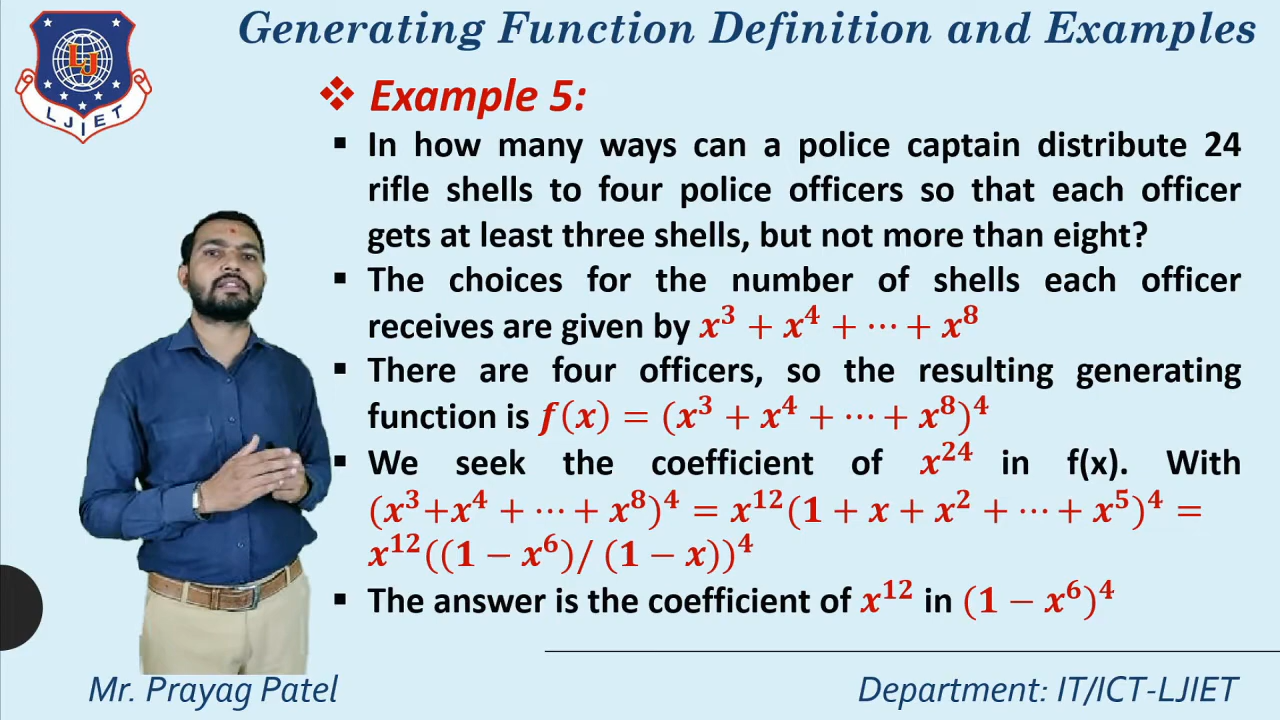 Generating Function Definition and Examples
LJ
LJIET
❖ Example 5:
▪ In how many ways can a police captain distribute 24
rifle shells to four police officers so that each officer
gets at least three shells, but not more than eight?
▪ The choices for the number of shells each officer
receives are given by x³ + x⁴ + ⋯ + x⁸
▪ There are four officers, so the resulting generating
function is f(x) = (x³ + x⁴ + ⋯ + x⁸)⁴
▪ We seek the coefficient of x²⁴ in f(x). With
(x³+x⁴ + ⋯ + x⁸)⁴ = x¹²(1 + x + x² + ⋯ + x⁵)⁴ =
x¹²((1 − x⁶)/ (1 − x))⁴
▪ The answer is the coefficient of x¹² in (1 − x⁶)⁴
Mr. Prayag Patel
Department: IT/ICT-LJIET